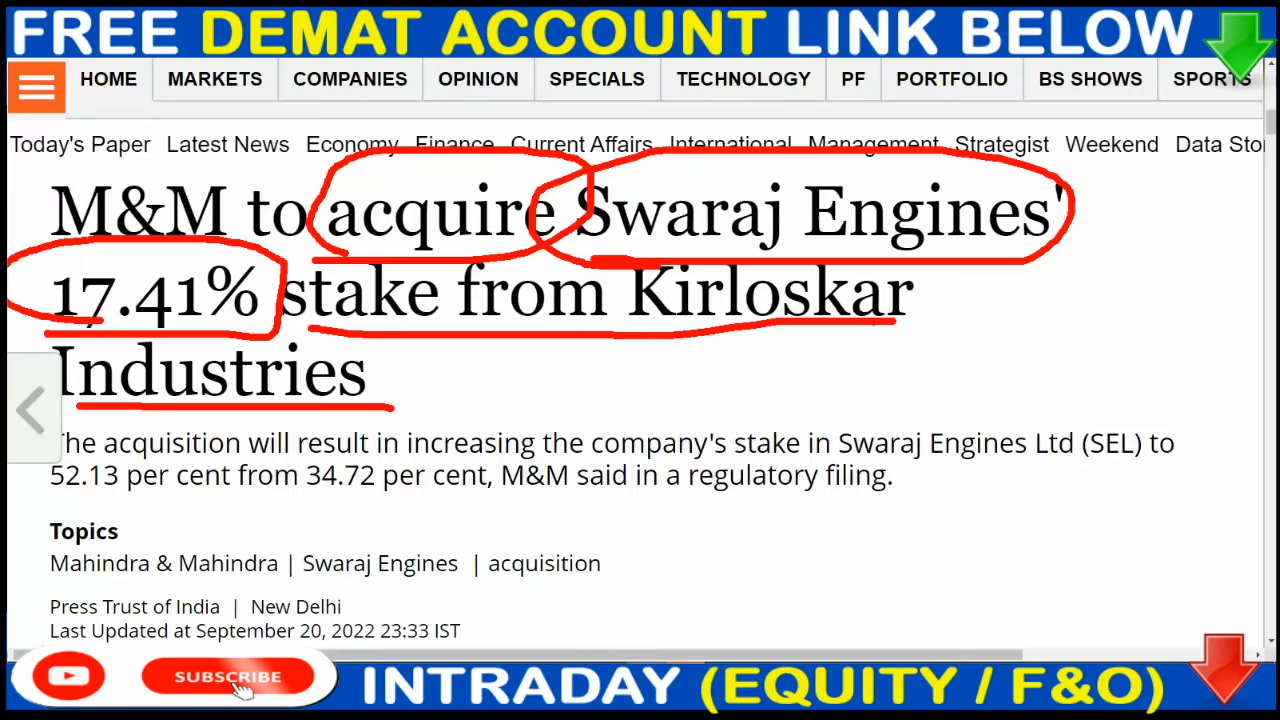 FREE DEMAT ACCOUNT LINK BELOW
HOME MARKETS COMPANIES OPINION SPECIALS TECHNOLOGY PF PORTFOLIO BS SHOWS SPORTS
Today's Paper Latest News Economy Finance Current Affairs International Management Strategist Weekend Data Stor
M&M to acquire Swaraj Engines'
17.41% stake from Kirloskar
Industries
The acquisition will result in increasing the company's stake in Swaraj Engines Ltd (SEL) to
52.13 per cent from 34.72 per cent, M&M said in a regulatory filing.
Topics
Mahindra & Mahindra | Swaraj Engines | acquisition
Press Trust of India | New Delhi
Last Updated at September 20, 2022 23:33 IST
SUBSCRIBE
INTRADAY (EQUITY / F&O)